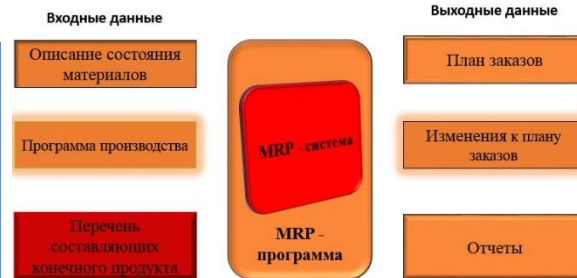 Входные данные
Выходные данные
Описание состояния
материалов
Программа производства
Перечень
составляющих
конечного продукта
MRP - система
MRP -
программа
План заказов
Изменения к плану
заказов
Отчеты